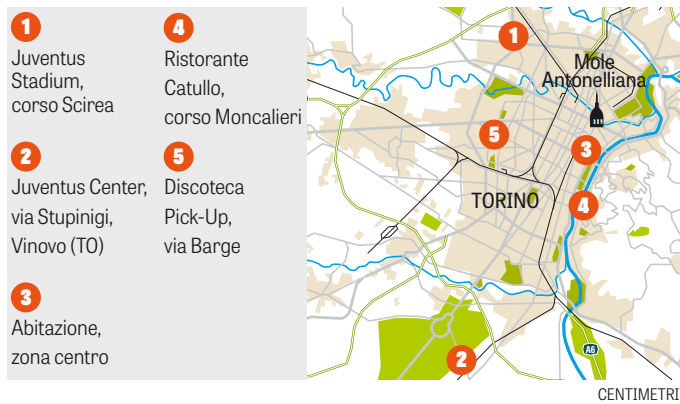 1
Juventus
Stadium,
corso Scirea
2
Juventus Center,
via Stupinigi,
Vinovo (TO)
3
Abitazione,
zona centro
4
Ristorante
Catullo,
corso Moncalieri
5
Discoteca
Pick-Up,
via Barge
1
Mole
Antonelliana
5
3
TORINO
4
A6
2
CENTIMETRI